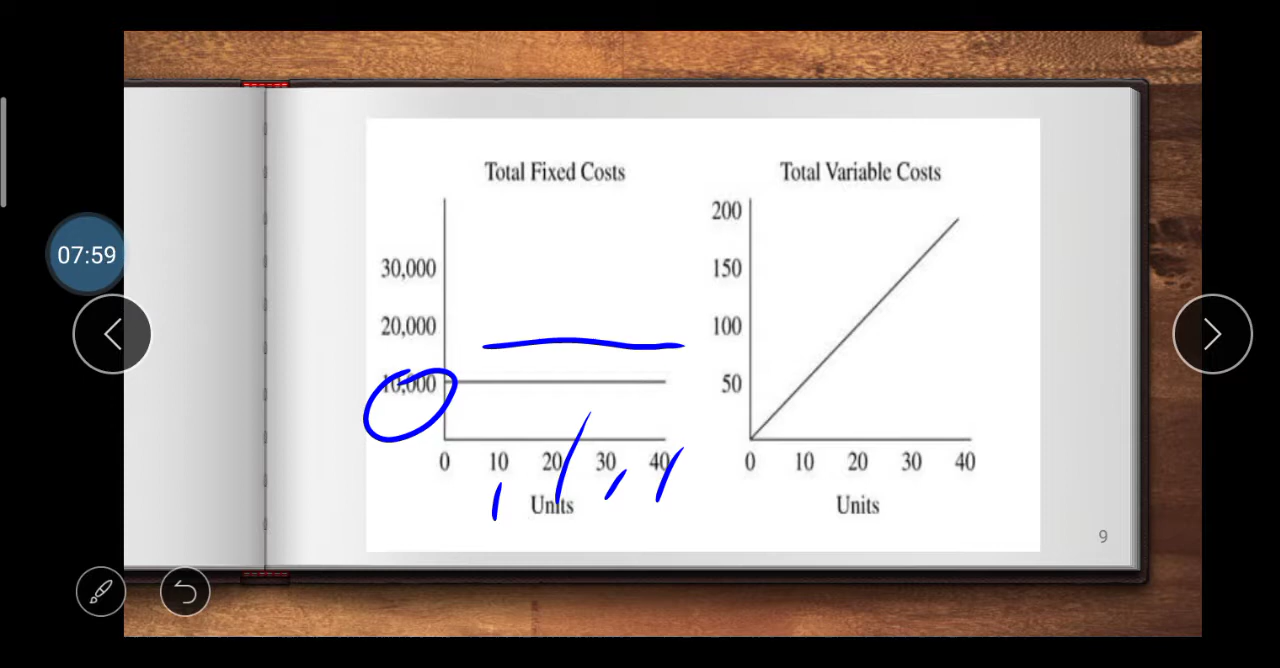 Total Fixed Costs
30,000
20,000
10,000
0 10 20 30 40
Units
Total Variable Costs
200
150
100
50
0 10 20 30 40
Units
9
07:59